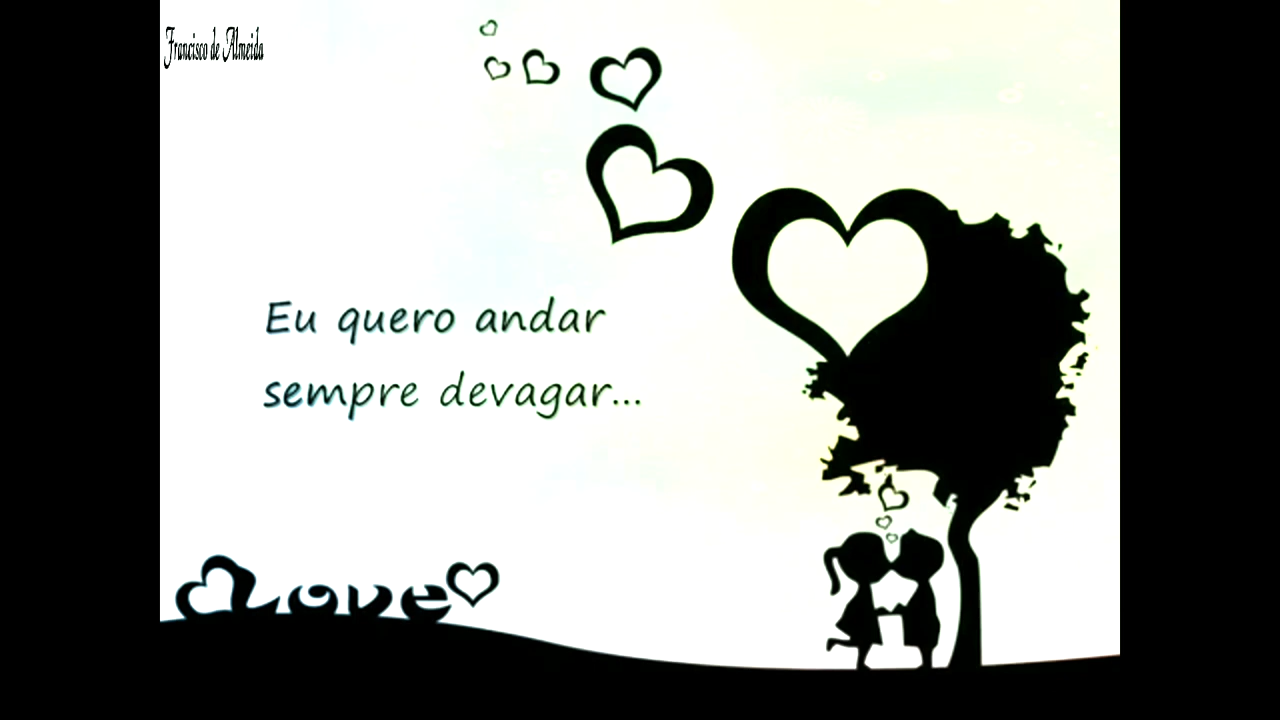 Francisco de Almeida
Eu quero andar
sempre devagar...
Love